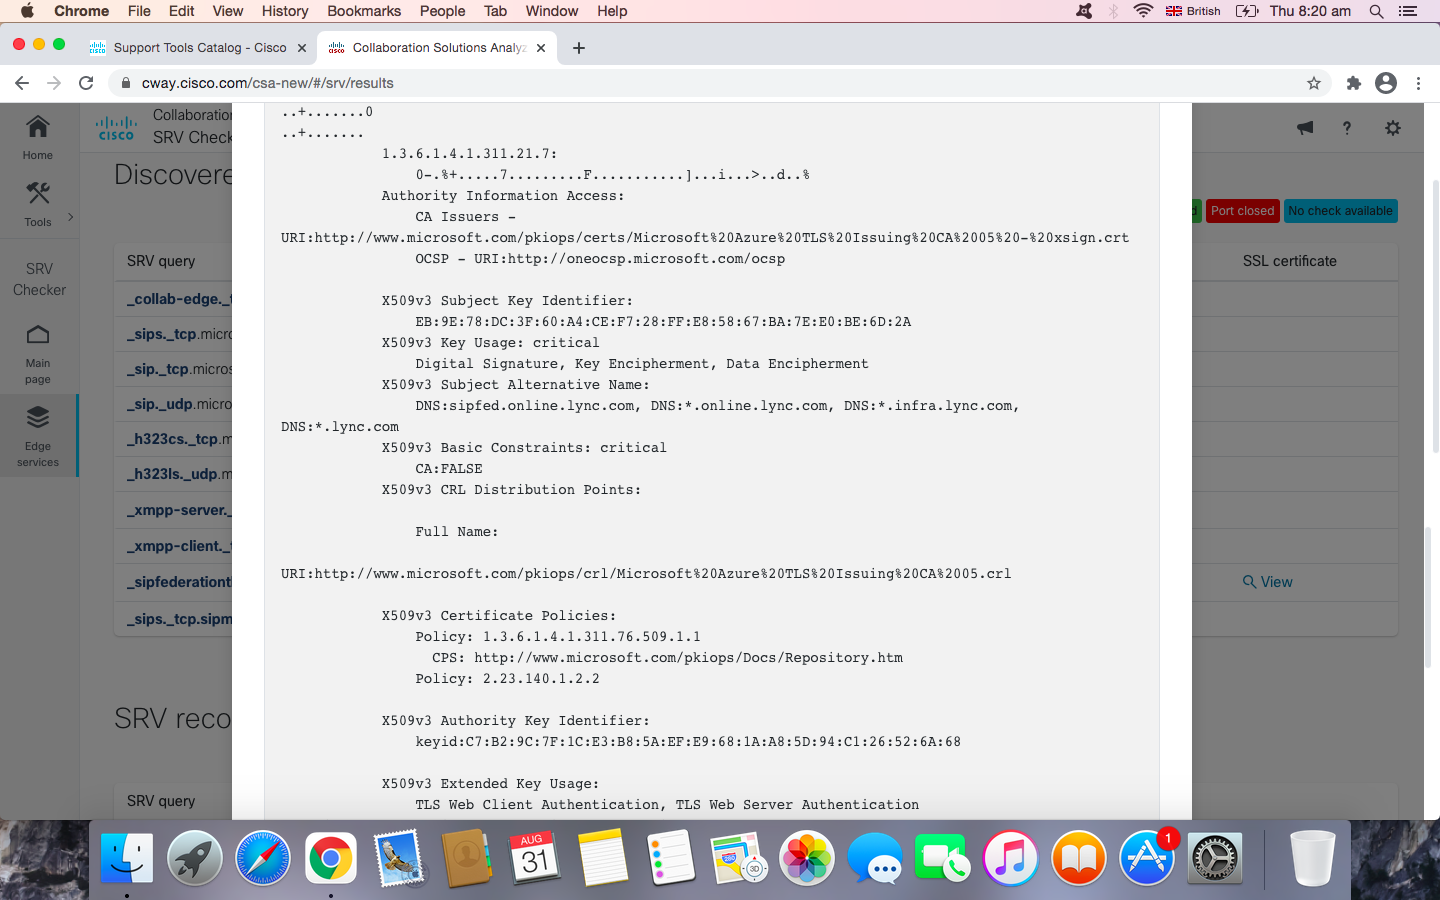 Chrome File Edit View History Bookmarks People Tab Window Help British Thu 8:20 am
Support Tools Catalog - Cisco Collaboration Solutions Analyz
cway.cisco.com/csa-new/#/srv/results
Home
Tools
SRV
Checker
Main
page
Edge
services
CISCO
Collaboration
SRV Check
Discovere
Port closed No check available
SRV query SSL certificate
_collab-edge._t
_sips._tcp.micro
_sip._tcp.micros
_sip._udp.micro
_h323cs._tcp.m
_h323ls._udp.m
_xmpp-server._
_xmpp-client._t
_sipfederationtl
View
_sips._tcp.sipm
SRV reco
SRV query
..+.......0
..+.......
1.3.6.1.4.1.311.21.7:
0-.%+.....7.........F...........]...i...>..d..%
Authority Information Access:
CA Issuers -
URI:http://www.microsoft.com/pkiops/certs/Microsoft%20Azure%20TLS%20Issuing%20CA%2005%20-%20xsign.crt
OCSP - URI:http://oneocsp.microsoft.com/ocsp
X509v3 Subject Key Identifier:
EB:9E:78:DC:3F:60:A4:CE:F7:28:FF:E8:58:67:BA:7E:E0:BE:6D:2A
X509v3 Key Usage: critical
Digital Signature, Key Encipherment, Data Encipherment
X509v3 Subject Alternative Name:
DNS:sipfed.online.lync.com, DNS:*.online.lync.com, DNS:*.infra.lync.com,
DNS:*.lync.com
X509v3 Basic Constraints: critical
CA:FALSE
X509v3 CRL Distribution Points:
Full Name:
URI:http://www.microsoft.com/pkiops/crl/Microsoft%20Azure%20TLS%20Issuing%20CA%2005.crl
X509v3 Certificate Policies:
Policy: 1.3.6.1.4.1.311.76.509.1.1
CPS: http://www.microsoft.com/pkiops/Docs/Repository.htm
Policy: 2.23.140.1.2.2
X509v3 Authority Key Identifier:
keyid:C7:B2:9C:7F:1C:E3:B8:5A:EF:E9:68:1A:A8:5D:94:C1:26:52:6A:68
X509v3 Extended Key Usage:
TLS Web Client Authentication, TLS Web Server Authentication
AUG
31
280
3D
1